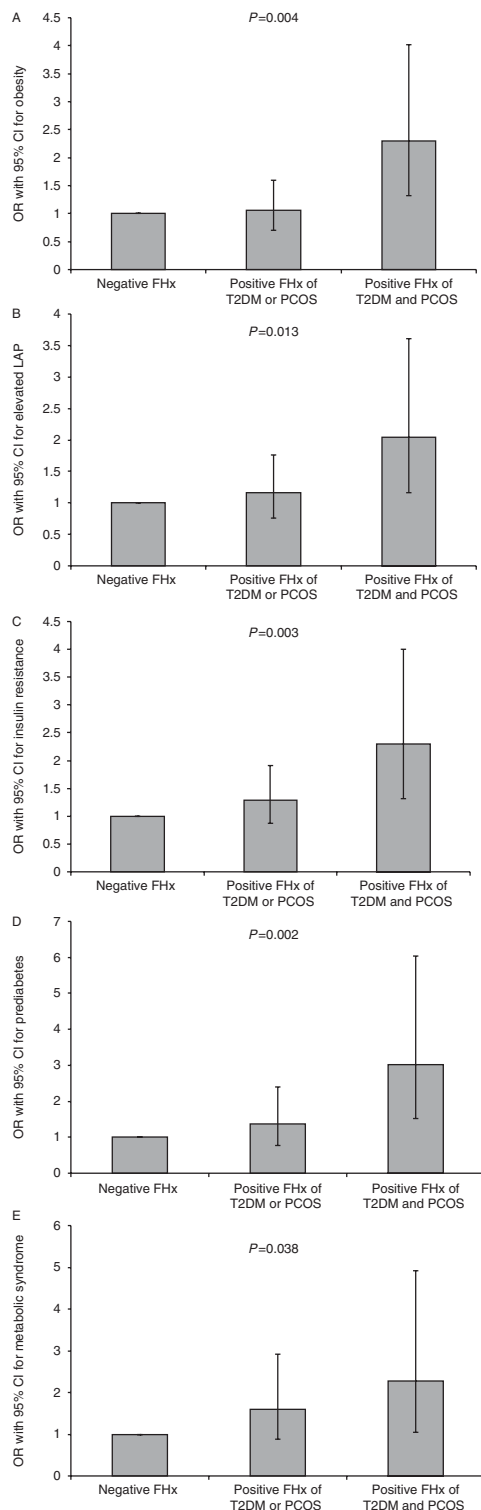 A
P=0.004
OR with 95% CI for obesity
4.5
4
3.5
3
2.5
2
1.5
1
0.5
0
Negative FHx
Positive FHx of
T2DM or PCOS
Positive FHx of
T2DM and PCOS
B
P=0.013
OR with 95% CI for elevated LAP
4
3.5
3
2.5
2
1.5
1
0.5
0
Negative FHx
Positive FHx of
T2DM or PCOS
Positive FHx of
T2DM and PCOS
C
P=0.003
OR with 95% CI for insulin resistance
4.5
4
3.5
3
2.5
2
1.5
1
0.5
0
Negative FHx
Positive FHx of
T2DM or PCOS
Positive FHx of
T2DM and PCOS
D
P=0.002
OR with 95% CI for prediabetes
7
6
5
4
3
2
1
0
Negative FHx
Positive FHx of
T2DM or PCOS
Positive FHx of
T2DM and PCOS
E
P=0.038
OR with 95% CI for metabolic syndrome
6
5
4
3
2
1
0
Negative FHx
Positive FHx of
T2DM or PCOS
Positive FHx of
T2DM and PCOS